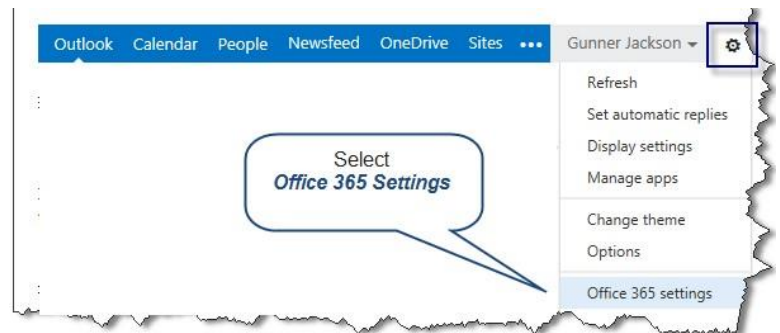 Outlook Calendar People Newsfeed OneDrive Sites ••• Gunner Jackson
Refresh
Set automatic replies
Display settings
Manage apps
Change theme
Options
Office 365 settings
Select
Office 365 Settings